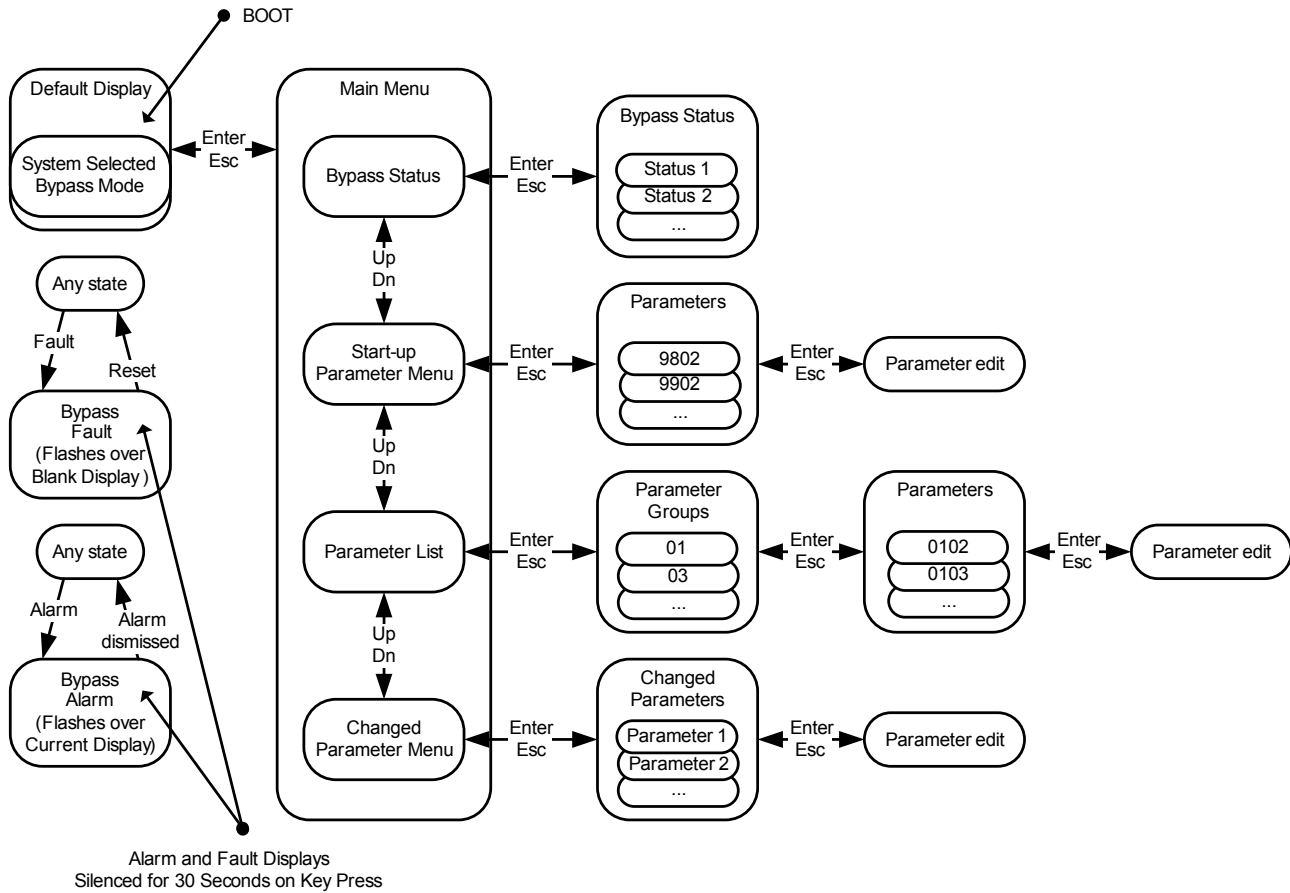 BOOT
Default Display
System Selected
Bypass Mode
Enter
Esc
Main Menu
Bypass Status
Enter
Esc
Bypass Status
Status 1
Status 2
...
Up
Dn
Any state
Fault
Reset
Bypass
Fault
(Flashes over
Blank Display )
Start-up
Parameter Menu
Enter
Esc
Parameters
9802
9902
...
Enter
Esc
Parameter edit
Up
Dn
Parameter List
Enter
Esc
Parameter
Groups
01
03
...
Enter
Esc
Parameters
0102
0103
...
Enter
Esc
Parameter edit
Any state
Alarm
Alarm
dismissed
Bypass
Alarm
(Flashes over
Current Display)
Up
Dn
Changed
Parameter Menu
Enter
Esc
Changed
Parameters
Parameter 1
Parameter 2
...
Enter
Esc
Parameter edit
Alarm and Fault Displays
Silenced for 30 Seconds on Key Press